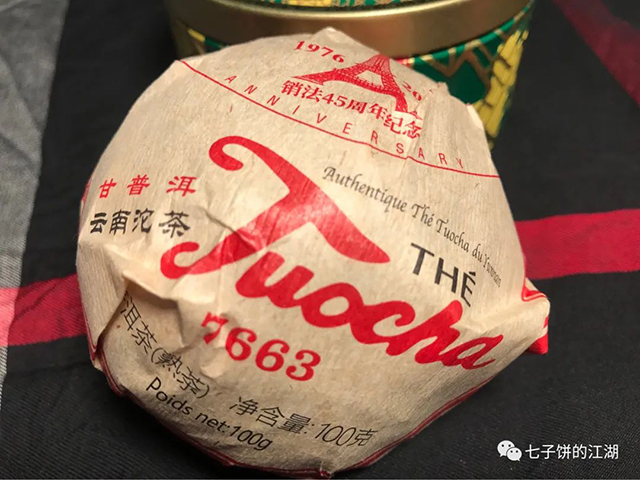 1976 20
销法45周年纪念
ANNIVERSARY
甘普洱
云南沱茶
Authentique Thé Tuocha du Yunnan
THÉ
Tuocha
7663
洱茶(熟茶)
净含量:100克
Poids net:100g
七子饼的江湖